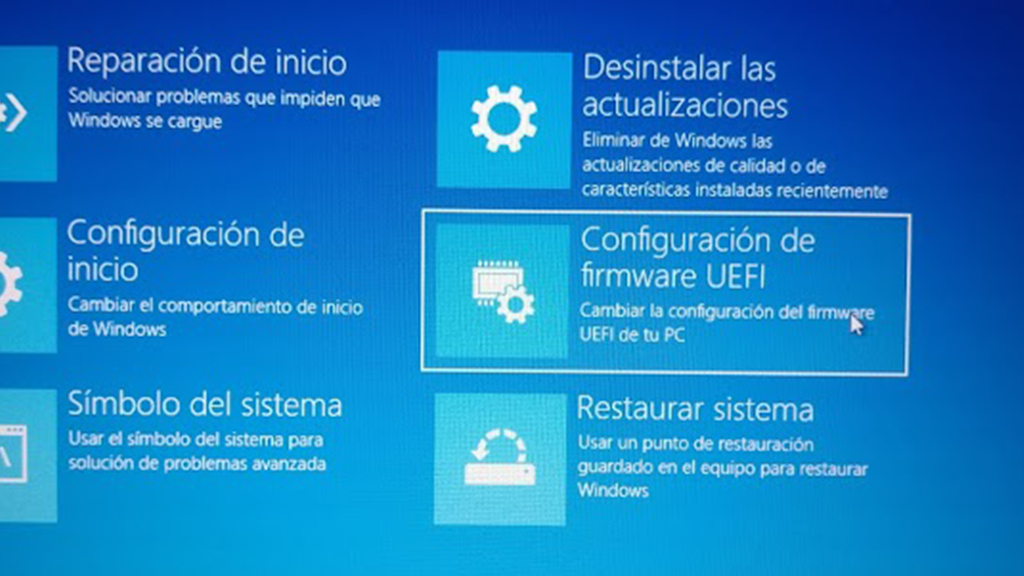 Reparación de inicio
Solucionar problemas que impiden que
Windows se cargue
Desinstalar las
actualizaciones
Eliminar de Windows las
actualizaciones de calidad o de
características instaladas recientemente
Configuración de
inicio
Cambiar el comportamiento de inicio
de Windows
Configuración de
firmware UEFI
Cambiar la configuración del firmware
UEFI de tu PC
Símbolo del sistema
Usar el símbolo del sistema para
solución de problemas avanzada
Restaurar sistema
Usar un punto de restauración
guardado en el equipo para restaurar
Windows